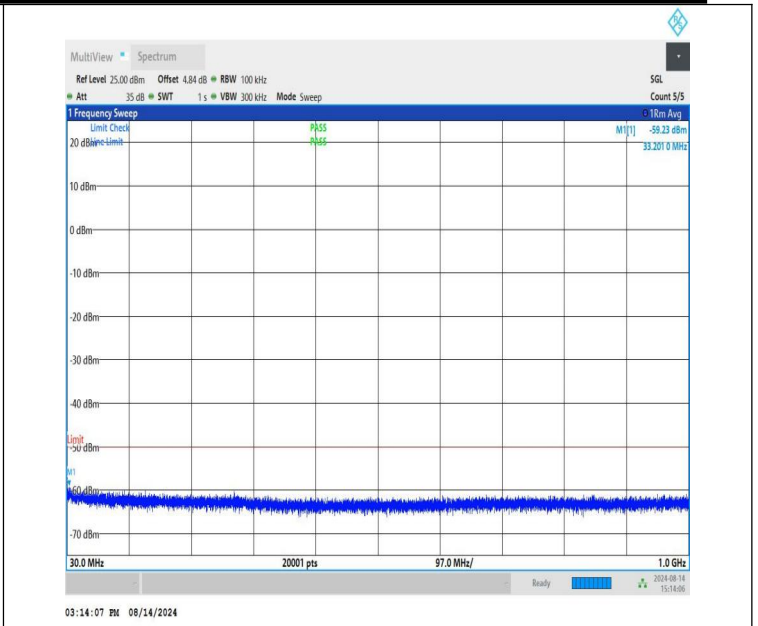 R S
MultiView Spectrum
Ref Level 25.00 dBm Offset 4.84 dB RBW 100 kHz SGL
Att 35 dB SWT 1 s VBW 300 kHz Mode Sweep Count 5/5
1 Frequency Sweep 1Rm Avg
Limit Check PASS M1[1] -59.23 dBm
20 dBm Line Limit PASS 33.201 0 MHz
10 dBm
0 dBm
-10 dBm
-20 dBm
-30 dBm
-40 dBm
Limit
-50 dBm
M1
-60 dBm
-70 dBm
30.0 MHz 20001 pts 97.0 MHz/ 1.0 GHz
Ready 2024-08-14
15:14:06
03:14:07 PM 08/14/2024